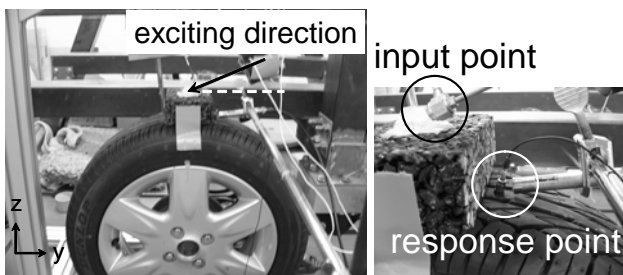 exciting direction
input point
z
y
response point